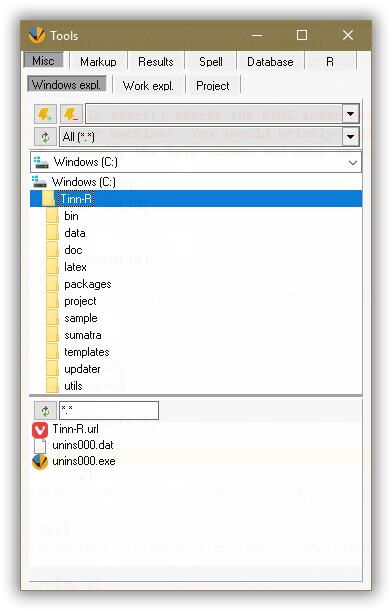 Tools
Misc Markup Results Spell Database R
Windows expl. Work expl. Project
All (*.*)
Windows (C:)
Windows (C:)
Tinn-R
bin
data
doc
latex
packages
project
sample
sumatra
templates
updater
utils
*.*
Tinn-R.url
unins000.dat
unins000.exe